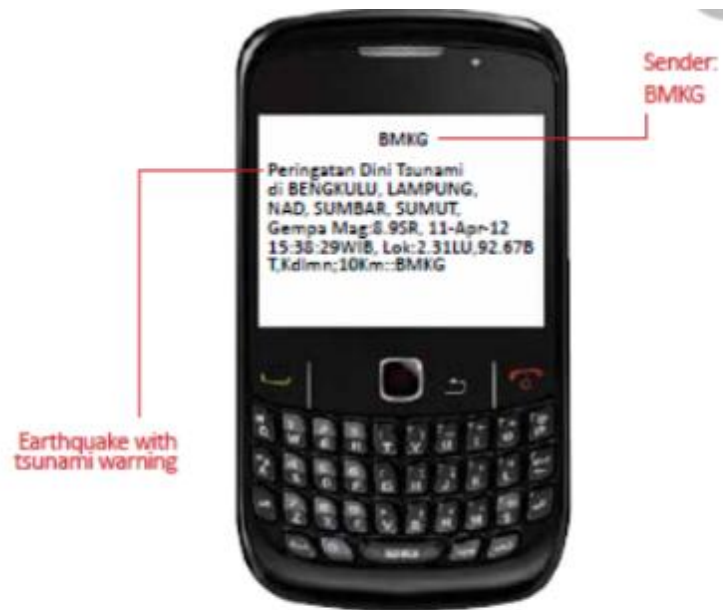 Sender:
BMKG
BMKG
Peringatan Dini Tsunami
di BENGKULU, LAMPUNG,
NAD, SUMBAR, SUMUT,
Gempa Mag:8.9SR, 11-Apr-12
15:38:29WIB, Lok:2.31LU,92.67B
T,Kdlmn;10Km::BMKG
Earthquake with
tsunami warning